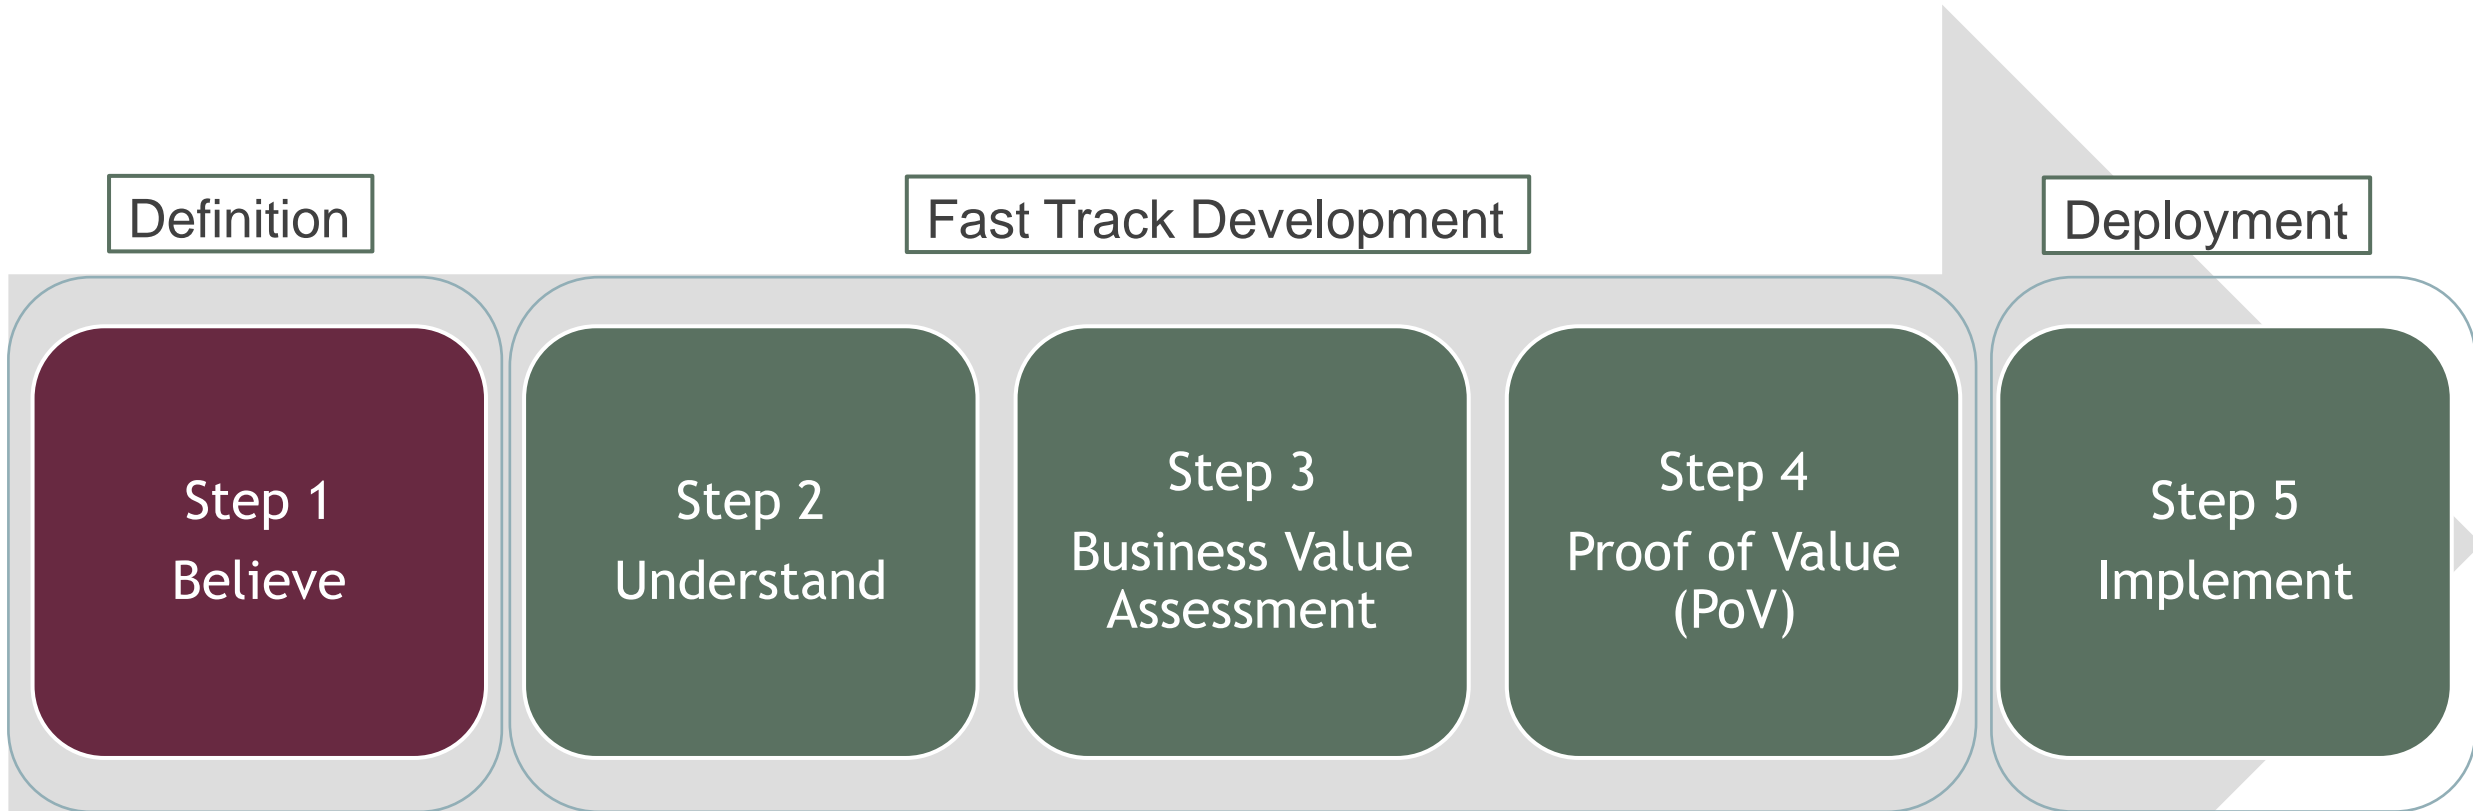 Definition
Fast Track Development
Deployment
Step 1
Believe
Step 2
Understand
Step 3
Business Value
Assessment
Step 4
Proof of Value
(PoV)
Step 5
Implement